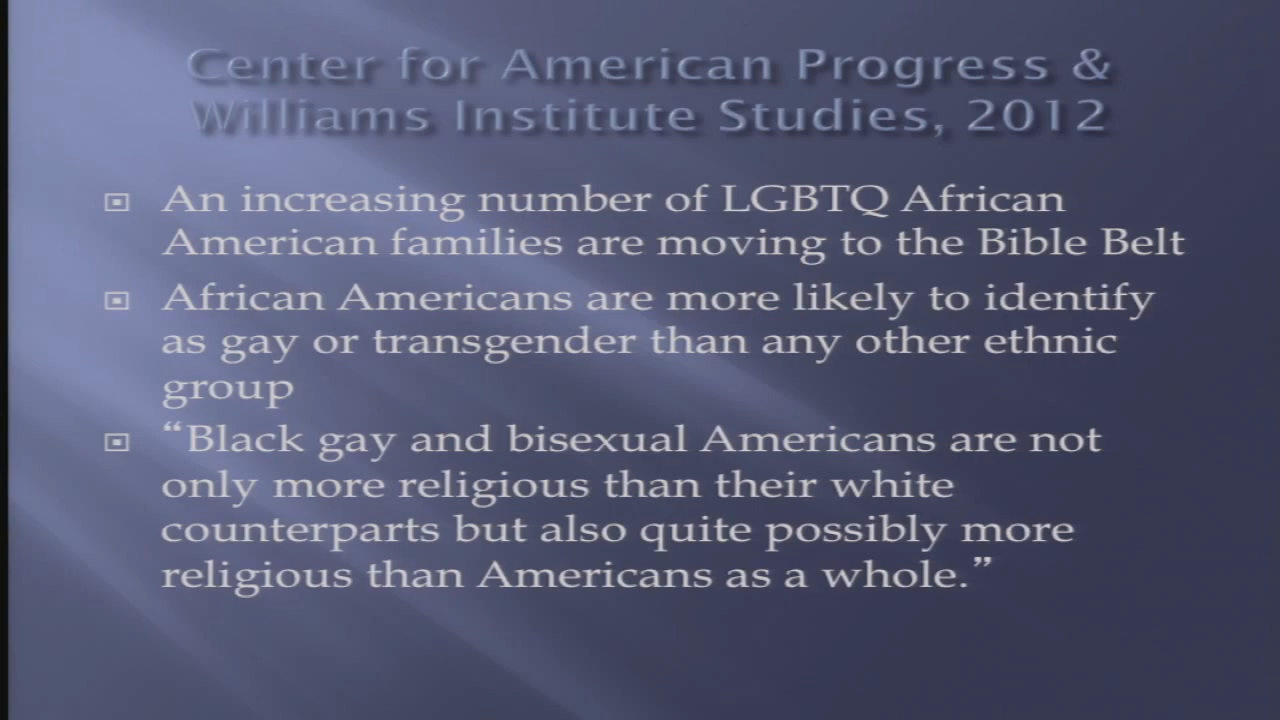 Center for American Progress &
Williams Institute Studies, 2012
An increasing number of LGBTQ African
American families are moving to the Bible Belt
African Americans are more likely to identify
as gay or transgender than any other ethnic
group
“Black gay and bisexual Americans are not
only more religious than their white
counterparts but also quite possibly more
religious than Americans as a whole.”